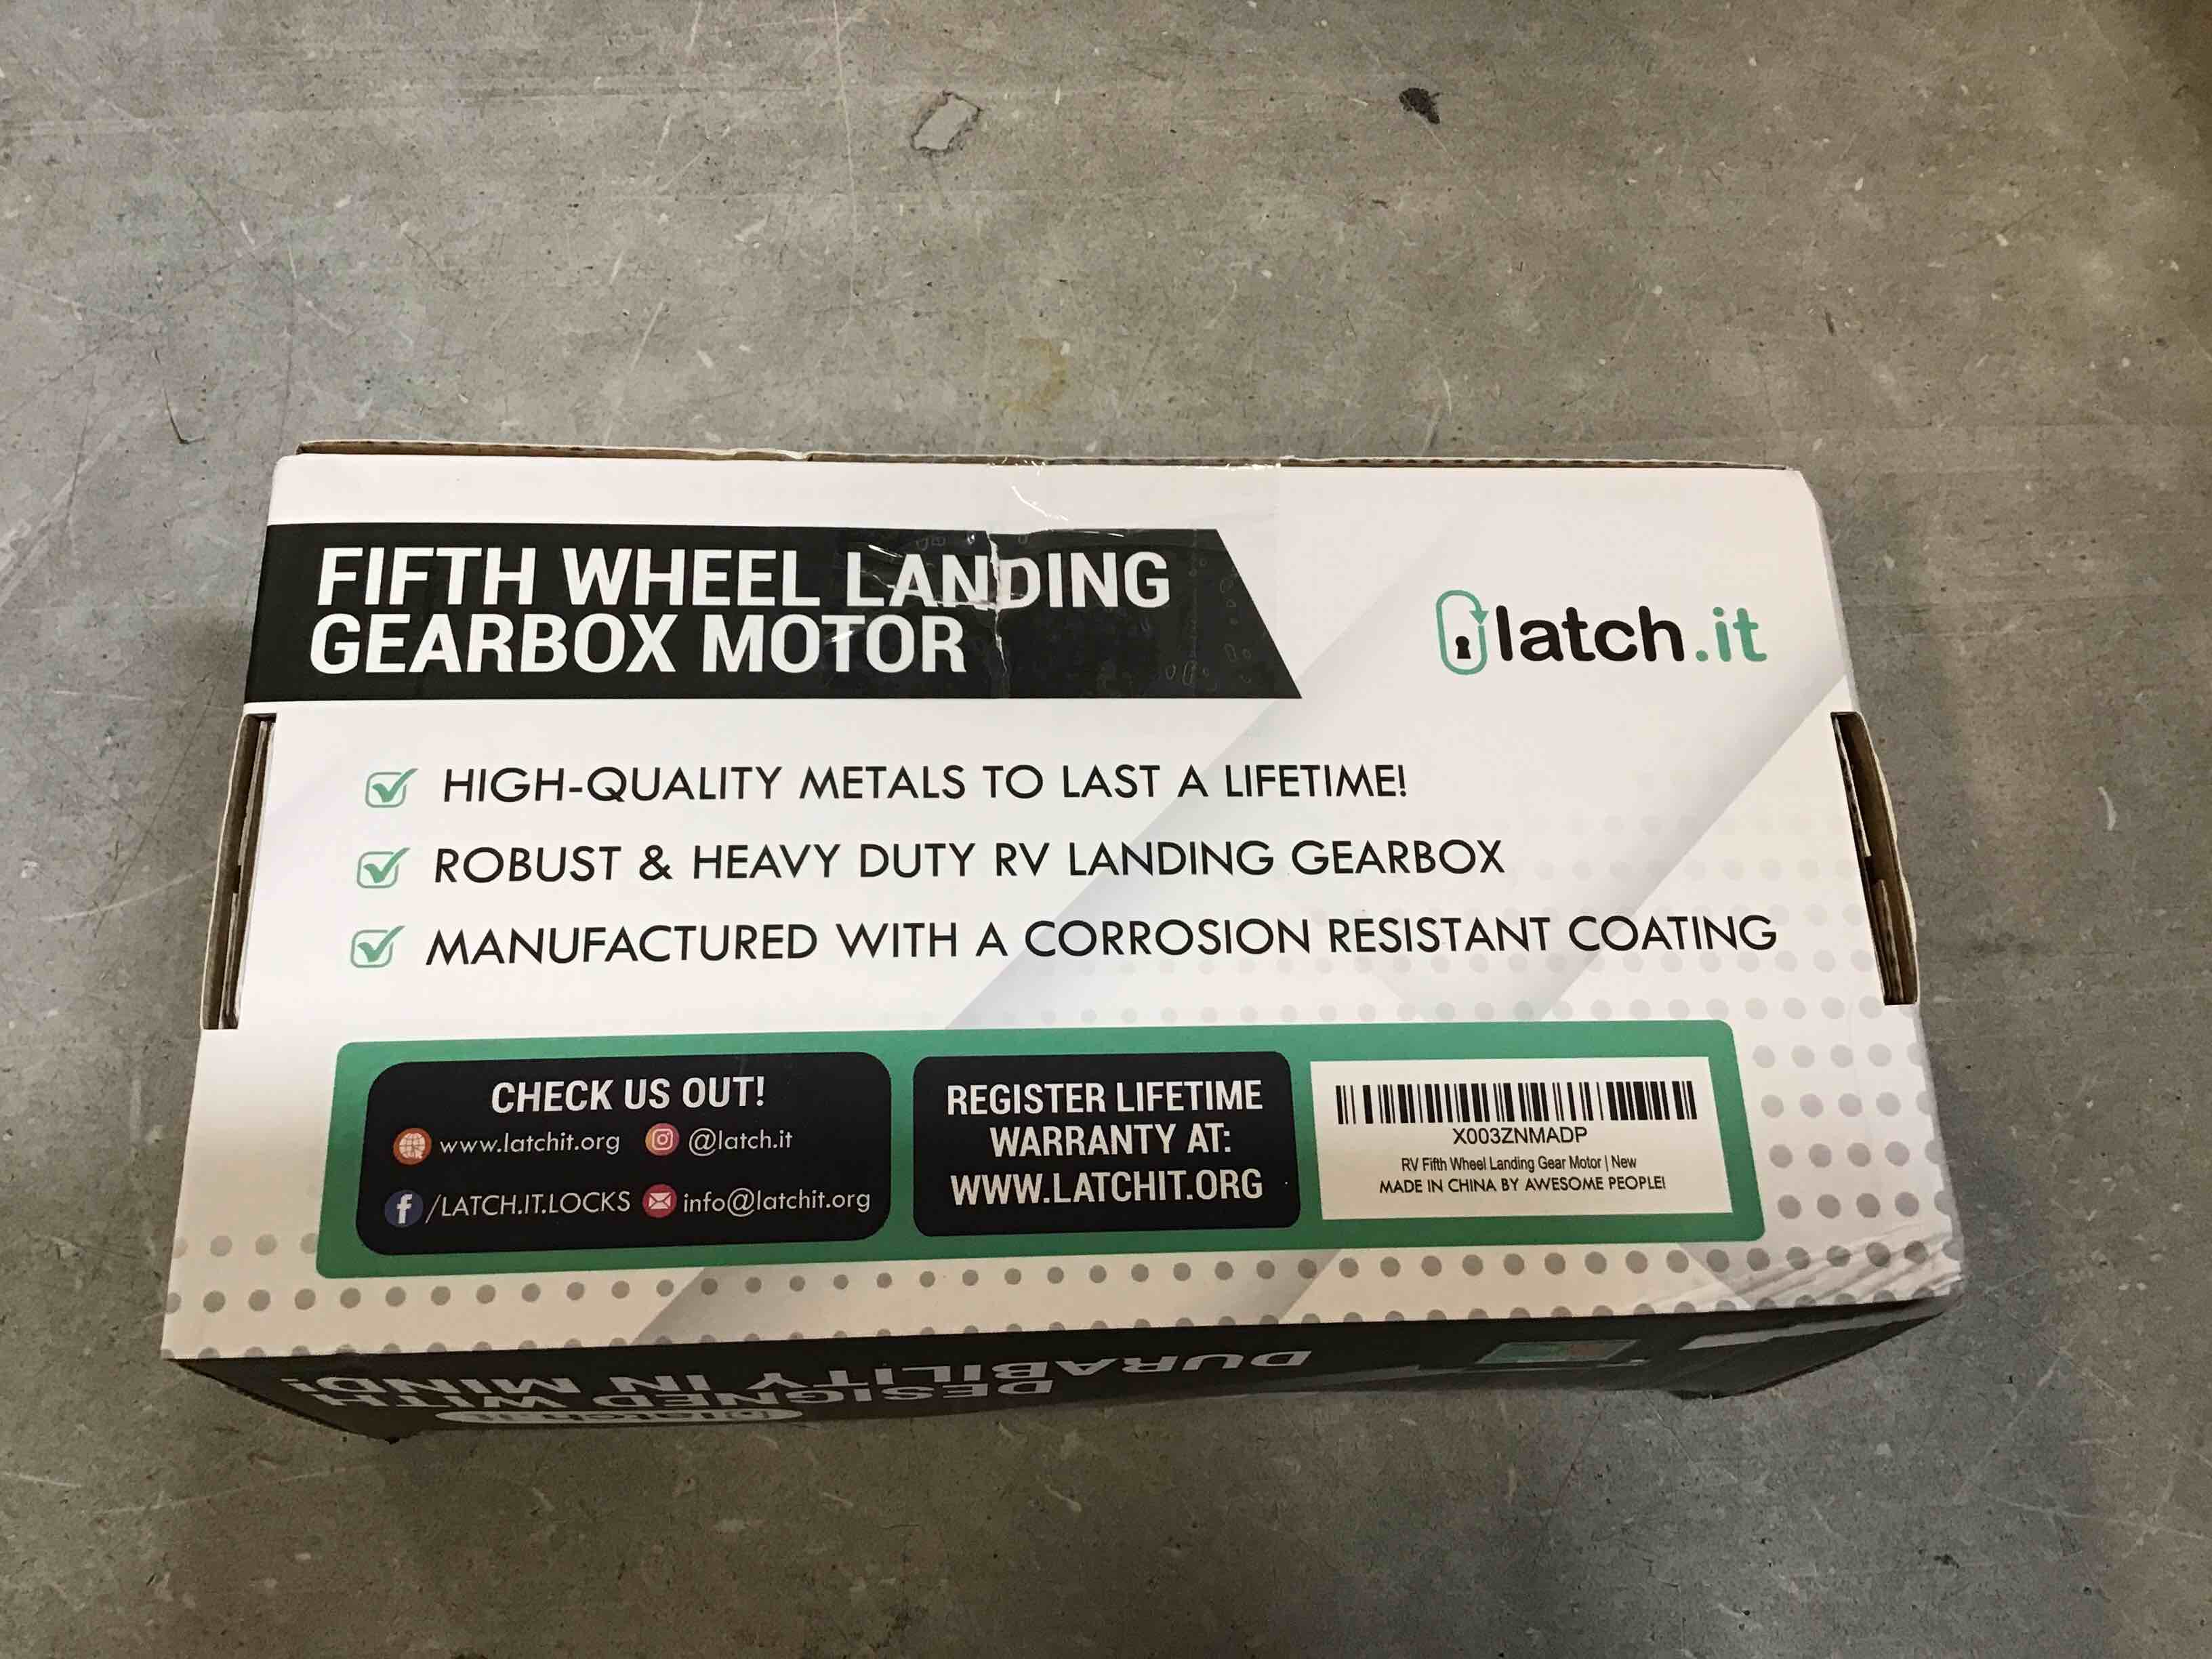 FIFTH WHEEL LANDING
GEARBOX MOTOR
latch.it
HIGH-QUALITY METALS TO LAST A LIFETIME!
ROBUST & HEAVY DUTY RV LANDING GEARBOX
MANUFACTURED WITH A CORROSION RESISTANT COATING
CHECK US OUT!
www.latchit.org @latch.it
/LATCH.IT.LOCKS info@latchit.org
REGISTER LIFETIME
WARRANTY AT:
WWW.LATCHIT.ORG
X003ZNMADP
RV Fifth Wheel Landing Gear Motor | New
MADE IN CHINA BY AWESOME PEOPLE!
latch.it
DESIGNED WITH
DURABILITY IN MIND!